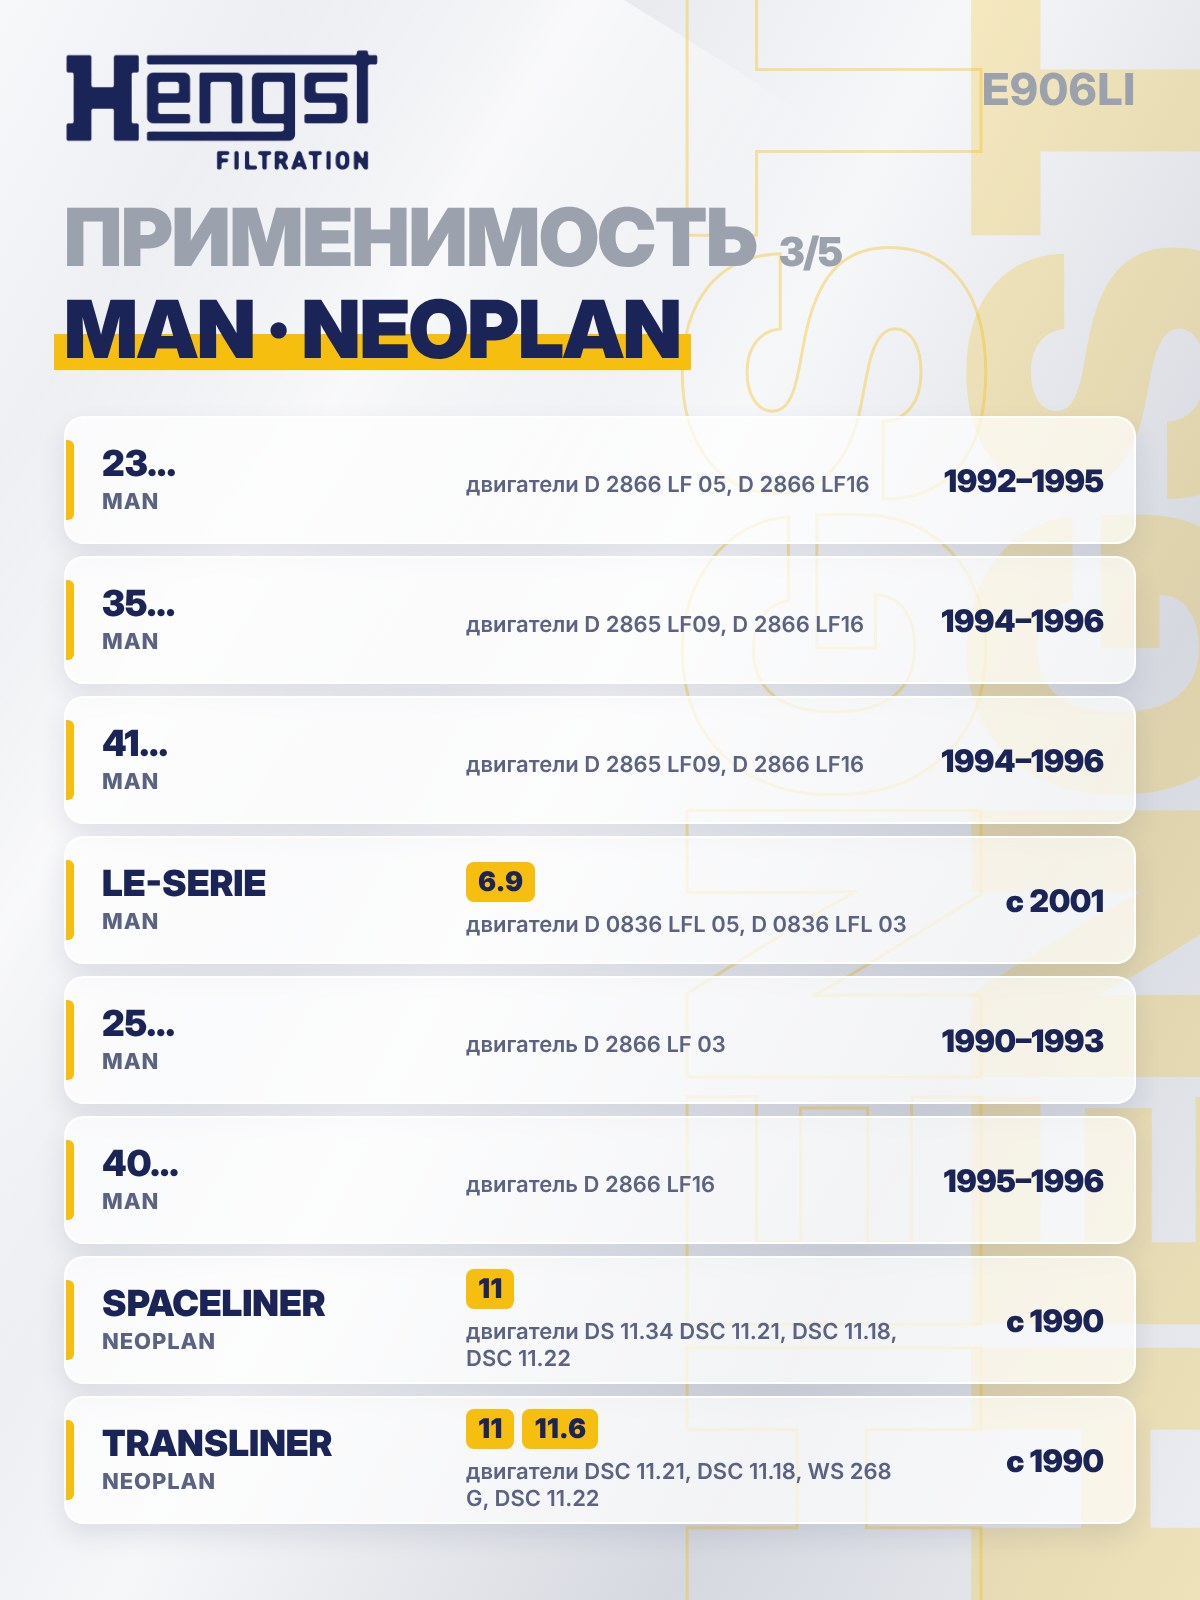 Hengst
FILTRATION
E906LI
ПРИМЕНИМОСТЬ 3/5
MAN · NEOPLAN
23...
MAN
двигатели D 2866 LF 05, D 2866 LF16
1992–1995
35...
MAN
двигатели D 2865 LF09, D 2866 LF16
1994–1996
41...
MAN
двигатели D 2865 LF09, D 2866 LF16
1994–1996
LE-SERIE
MAN
6.9
двигатели D 0836 LFL 05, D 0836 LFL 03
с 2001
25...
MAN
двигатель D 2866 LF 03
1990–1993
40...
MAN
двигатель D 2866 LF16
1995–1996
SPACELINER
NEOPLAN
11
двигатели DS 11.34 DSC 11.21, DSC 11.18,
DSC 11.22
с 1990
TRANSLINER
NEOPLAN
11 11.6
двигатели DSC 11.21, DSC 11.18, WS 268
G, DSC 11.22
с 1990
HENGST
HENGST